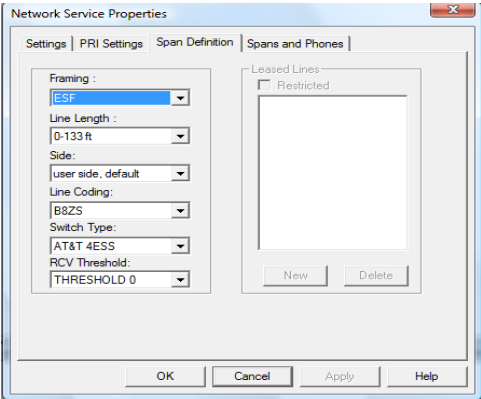 Network Service Properties
Settings
PRI Settings
Span Definition
Spans and Phones
Framing :
ESF
Line Length :
0-133 ft
Side:
user side, default
Line Coding:
B8ZS
Switch Type:
AT&T 4ESS
RCV Threshold:
THRESHOLD 0
Leased Lines
Restricted
New
Delete
OK
Cancel
Apply
Help